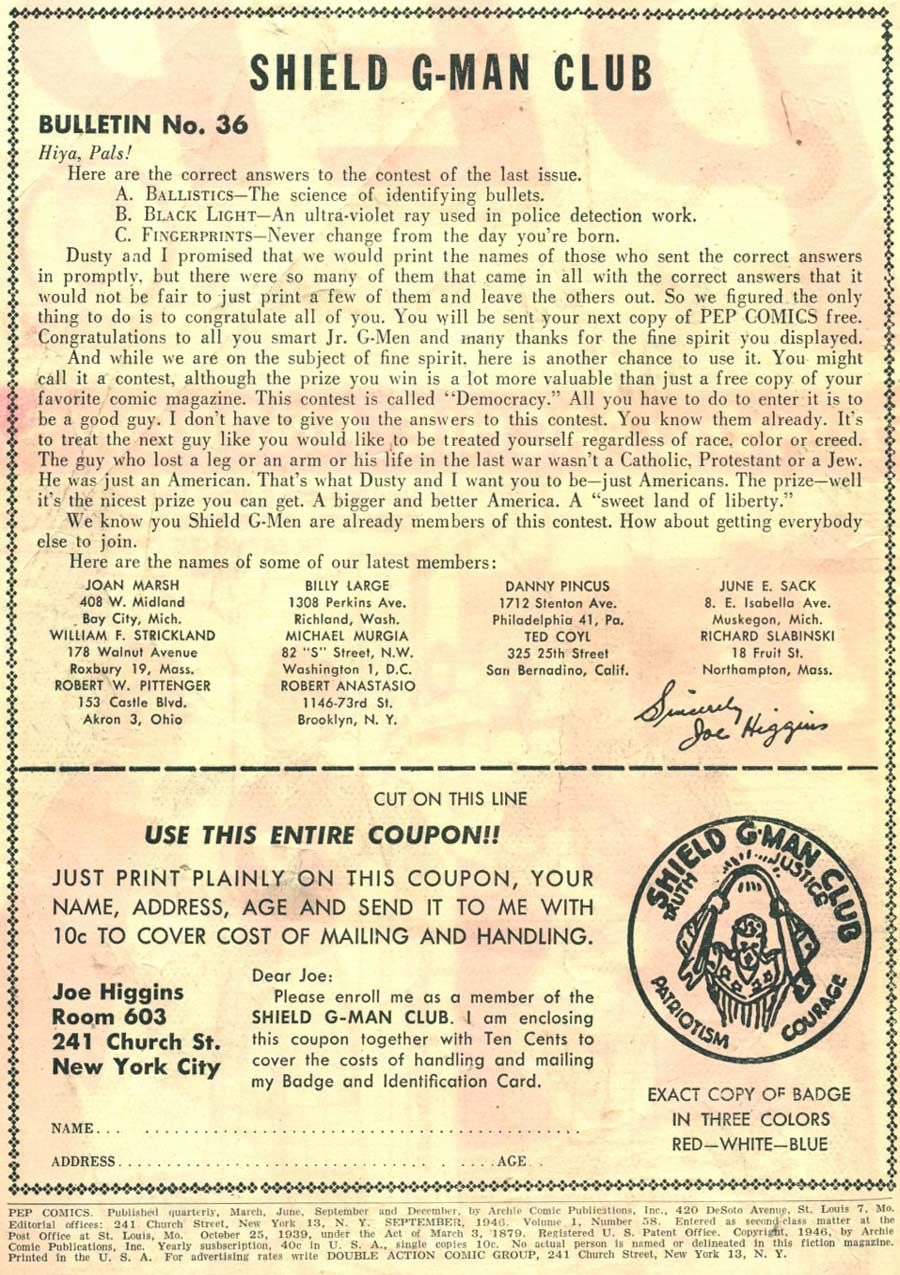 SHIELD G-MAN CLUB
BULLETIN No. 36
Hiya, Pals!
Here are the correct answers to the contest of the last issue.
A. BALLISTICS—The science of identifying bullets.
B. BLACK LIGHT—An ultra-violet ray used in police detection work.
C. FINGERPRINTS—Never change from the day you're born.
Dusty and I promised that we would print the names of those who sent the correct answers
in promptly, but there were so many of them that came in all with the correct answers that it
would not be fair to just print a few of them and leave the others out. So we figured the only
thing to do is to congratulate all of you. You will be sent your next copy of PEP COMICS free.
Congratulations to all you smart Jr. G-Men and many thanks for the fine spirit you displayed.
And while we are on the subject of fine spirit, here is another chance to use it. You might
call it a contest, although the prize you win is a lot more valuable than just a free copy of your
favorite comic magazine. This contest is called "Democracy." All you have to do to enter it is to
be a good guy. I don't have to give you the answers to this contest. You know them already. It's
to treat the next guy like you would like to be treated yourself regardless of race, color or creed.
The guy who lost a leg or an arm or his life in the last war wasn't a Catholic, Protestant or a Jew.
He was just an American. That's what Dusty and I want you to be—just Americans. The prize—well
it's the nicest prize you can get. A bigger and better America. A "sweet land of liberty."
We know you Shield G-Men are already members of this contest. How about getting everybody
else to join.
Here are the names of some of our latest members:
JOAN MARSH
408 W. Midland
Bay City, Mich.
WILLIAM F. STRICKLAND
178 Walnut Avenue
Roxbury 19, Mass.
ROBERT W. PITTENGER
153 Castle Blvd.
Akron 3, Ohio
BILLY LARGE
1308 Perkins Ave.
Richland, Wash.
MICHAEL MURGIA
82 "S" Street, N.W.
Washington 1, D.C.
ROBERT ANASTASIO
1146-73rd St.
Brooklyn, N. Y.
DANNY PINCUS
1712 Stenton Ave.
Philadelphia 41, Pa.
TED COYL
325 25th Street
San Bernadino, Calif.
JUNE E. SACK
8. E. Isabella Ave.
Muskegon, Mich.
RICHARD SLABINSKI
18 Fruit St.
Northampton, Mass.
Sincerely
Joe Higgins
CUT ON THIS LINE
USE THIS ENTIRE COUPON!!
JUST PRINT PLAINLY ON THIS COUPON, YOUR
NAME, ADDRESS, AGE AND SEND IT TO ME WITH
10c TO COVER COST OF MAILING AND HANDLING.
Joe Higgins
Room 603
241 Church St.
New York City
Dear Joe:
Please enroll me as a member of the
SHIELD G-MAN CLUB. I am enclosing
this coupon together with Ten Cents to
cover the costs of handling and mailing
my Badge and Identification Card.
NAME
ADDRESS AGE
SHIELD G-MAN CLUB
TRUTH
JUSTICE
PATRIOTISM
COURAGE
EXACT COPY OF BADGE
IN THREE COLORS
RED—WHITE—BLUE
PEP COMICS. Published quarterly, March, June, September and December, by Archie Comic Publications, Inc., 420 DeSoto Avenue, St. Louis 7, Mo.
Editorial offices: 241 Church Street, New York 13, N. Y. SEPTEMBER, 1946. Volume 1, Number 58. Entered as second-class matter at the
Post Office at St. Louis, Mo. October 25, 1939, under the Act of March 3, 1879. Registered U. S. Patent Office. Copyright, 1946, by Archie
Comic Publications, Inc. Yearly susbscription, 40c in U. S. A., single copies 10c. No actual person is named or delineated in this fiction magazine.
Printed in the U. S. A. For advertising rates write DOUBLE ACTION COMIC GROUP, 241 Church Street, New York 13, N. Y.